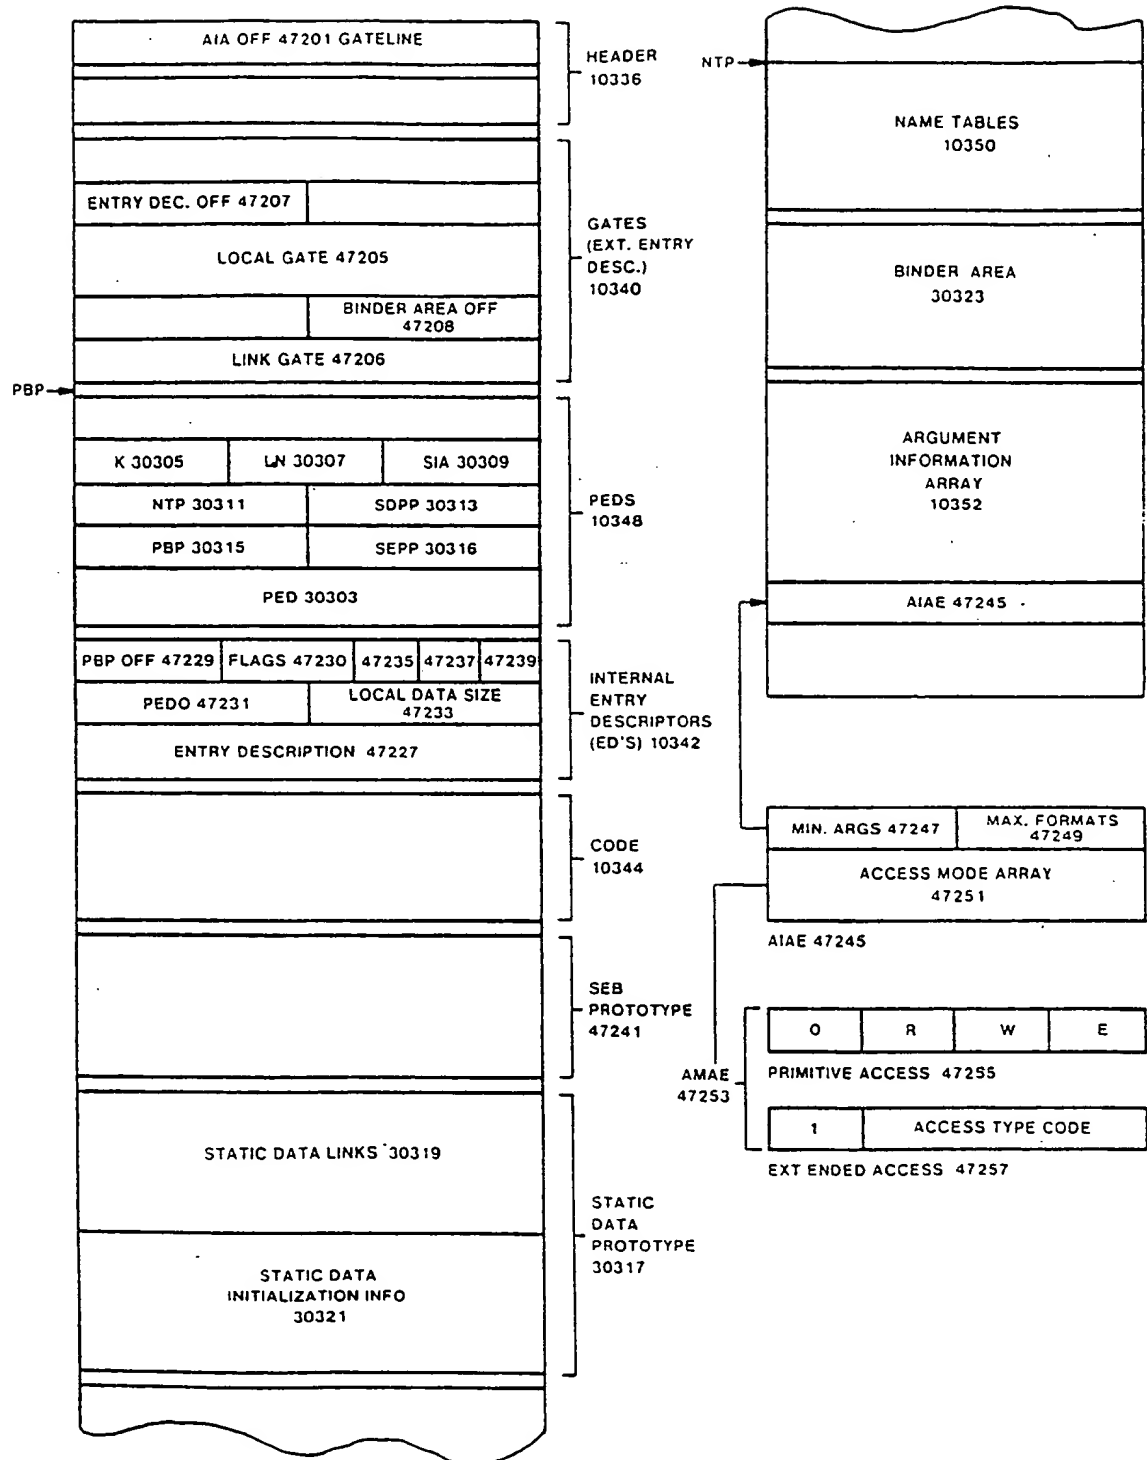 AIA OFF 47201 GATELINE
HEADER
10336
ENTRY DEC. OFF 47207
LOCAL GATE 47205
BINDER AREA OFF
47208
LINK GATE 47206
GATES
(EXT. ENTRY
DESC.)
10340
PBP
K 30305
LN 30307
SIA 30309
NTP 30311
SDPP 30313
PBP 30315
SEPP 30316
PED 30303
PEDS
10348
PBP OFF 47229
FLAGS 47230
47235
47237
47239
PEDO 47231
LOCAL DATA SIZE
47233
ENTRY DESCRIPTION 47227
INTERNAL
ENTRY
DESCRIPTORS
(ED'S) 10342
CODE
10344
SEB
PROTOTYPE
47241
STATIC DATA LINKS 30319
STATIC DATA
INITIALIZATION INFO
30321
STATIC
DATA
PROTOTYPE
30317
NTP
NAME TABLES
10350
BINDER AREA
30323
ARGUMENT
INFORMATION
ARRAY
10352
AIAE 47245
MIN. ARGS 47247
MAX. FORMATS
47249
ACCESS MODE ARRAY
47251
AIAE 47245
AMAE
47253
O R W E
PRIMITIVE ACCESS 47255
1 ACCESS TYPE CODE
EXT ENDED ACCESS 47257